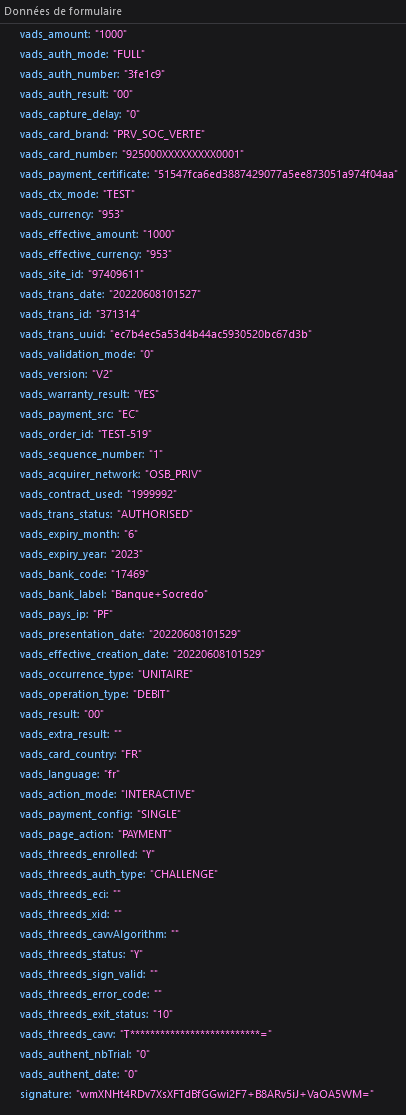 Données de formulaire
vads_amount: "1000"
vads_auth_mode: "FULL"
vads_auth_number: "3fe1c9"
vads_auth_result: "00"
vads_capture_delay: "0"
vads_card_brand: "PRV_SOC_VERTE"
vads_card_number: "925000XXXXXXXXX0001"
vads_payment_certificate: "51547fca6ed3887429077a5ee873051a974f04aa"
vads_ctx_mode: "TEST"
vads_currency: "953"
vads_effective_amount: "1000"
vads_effective_currency: "953"
vads_site_id: "97409611"
vads_trans_date: "20220608101527"
vads_trans_id: "371314"
vads_trans_uuid: "ec7b4ec5a53d4b44ac5930520bc67d3b"
vads_validation_mode: "0"
vads_version: "V2"
vads_warranty_result: "YES"
vads_payment_src: "EC"
vads_order_id: "TEST-519"
vads_sequence_number: "1"
vads_acquirer_network: "OSB_PRIV"
vads_contract_used: "1999992"
vads_trans_status: "AUTHORISED"
vads_expiry_month: "6"
vads_expiry_year: "2023"
vads_bank_code: "17469"
vads_bank_label: "Banque+Socredo"
vads_pays_ip: "PF"
vads_presentation_date: "20220608101529"
vads_effective_creation_date: "20220608101529"
vads_occurrence_type: "UNITAIRE"
vads_operation_type: "DEBIT"
vads_result: "00"
vads_extra_result: ""
vads_card_country: "FR"
vads_language: "fr"
vads_action_mode: "INTERACTIVE"
vads_payment_config: "SINGLE"
vads_page_action: "PAYMENT"
vads_threeds_enrolled: "Y"
vads_threeds_auth_type: "CHALLENGE"
vads_threeds_eci: ""
vads_threeds_xid: ""
vads_threeds_cavvAlgorithm: ""
vads_threeds_status: "Y"
vads_threeds_sign_valid: ""
vads_threeds_error_code: ""
vads_threeds_exit_status: "10"
vads_threeds_cavv: "T**************************="
vads_authent_nbTrial: "0"
vads_authent_date: "0"
signature: "wmXNHt4RDv7XsXFTdBfGGwi2F7+B8ARv5iJ+VaOA5WM="